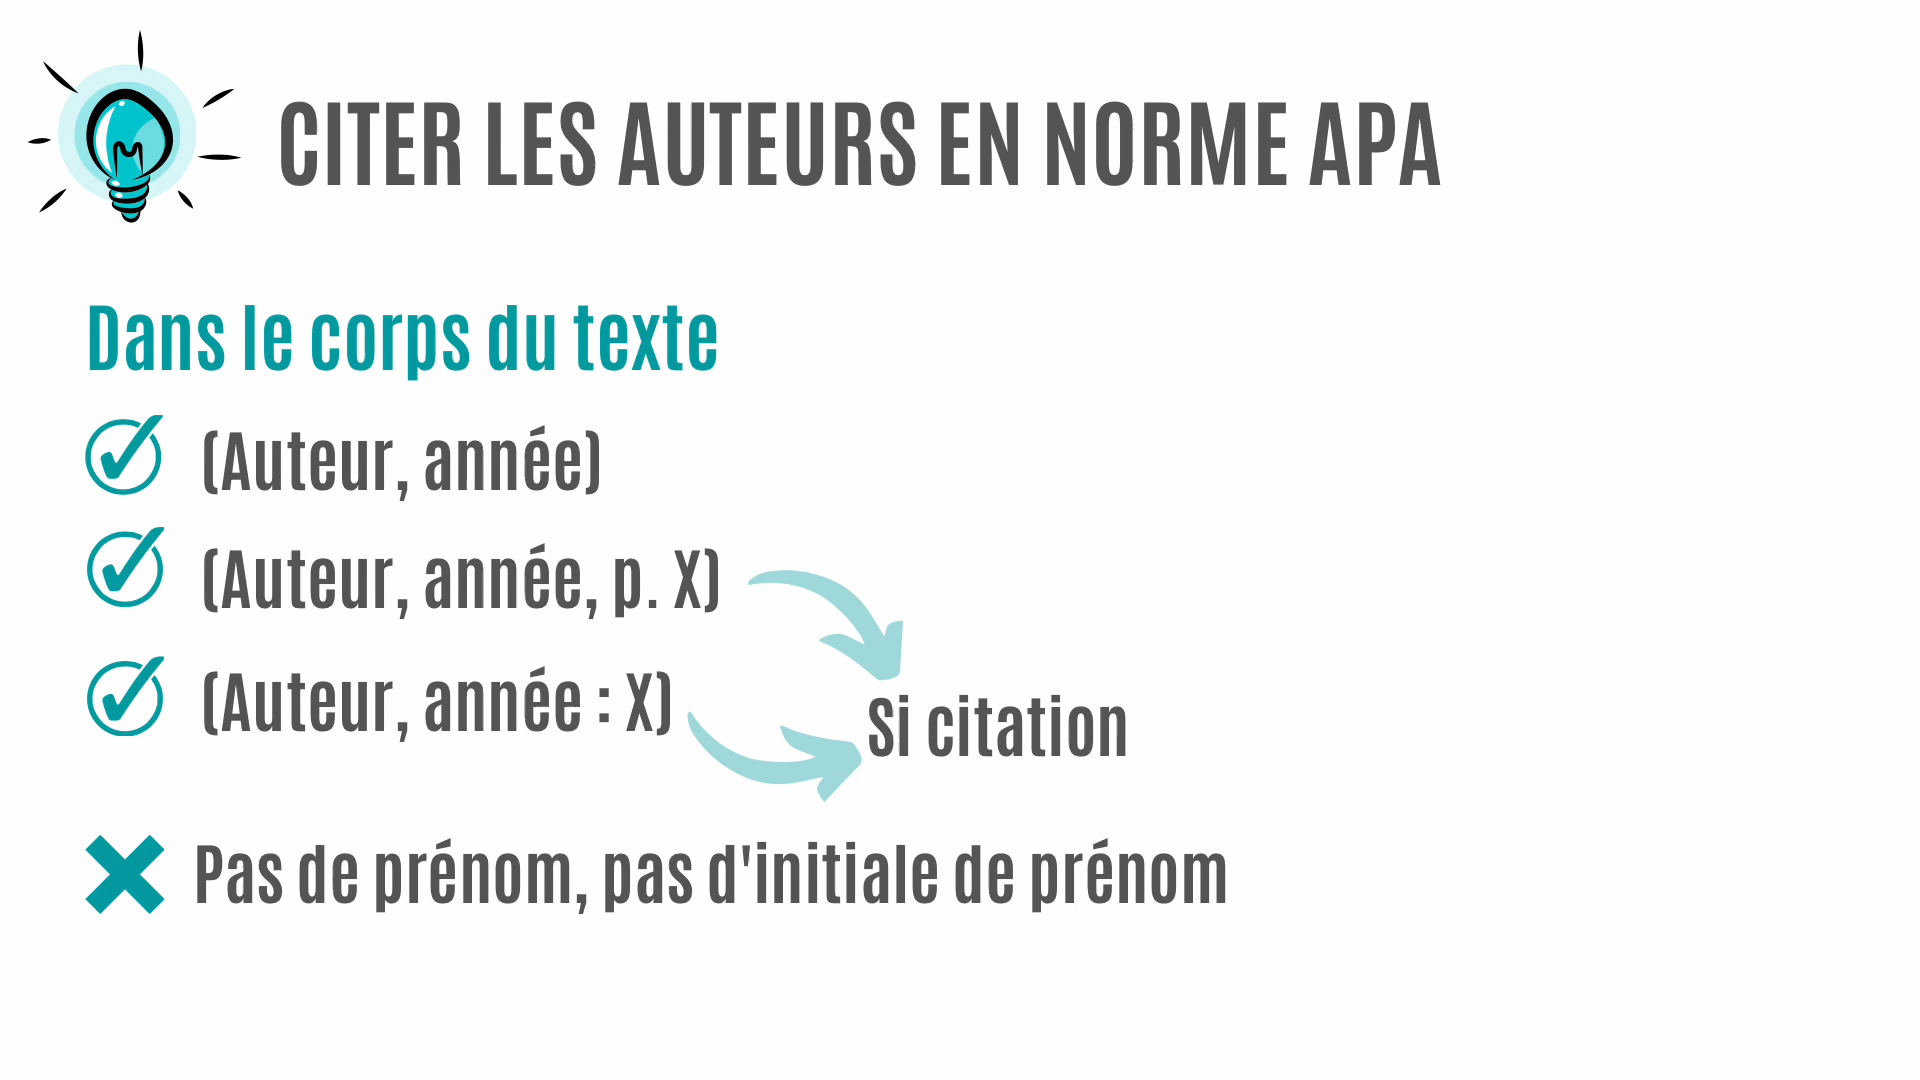 CITER LES AUTEURS EN NORME APA
Dans le corps du texte
(Auteur, année)
(Auteur, année, p. X)
(Auteur, année : X)
Si citation
Pas de prénom, pas d'initiale de prénom